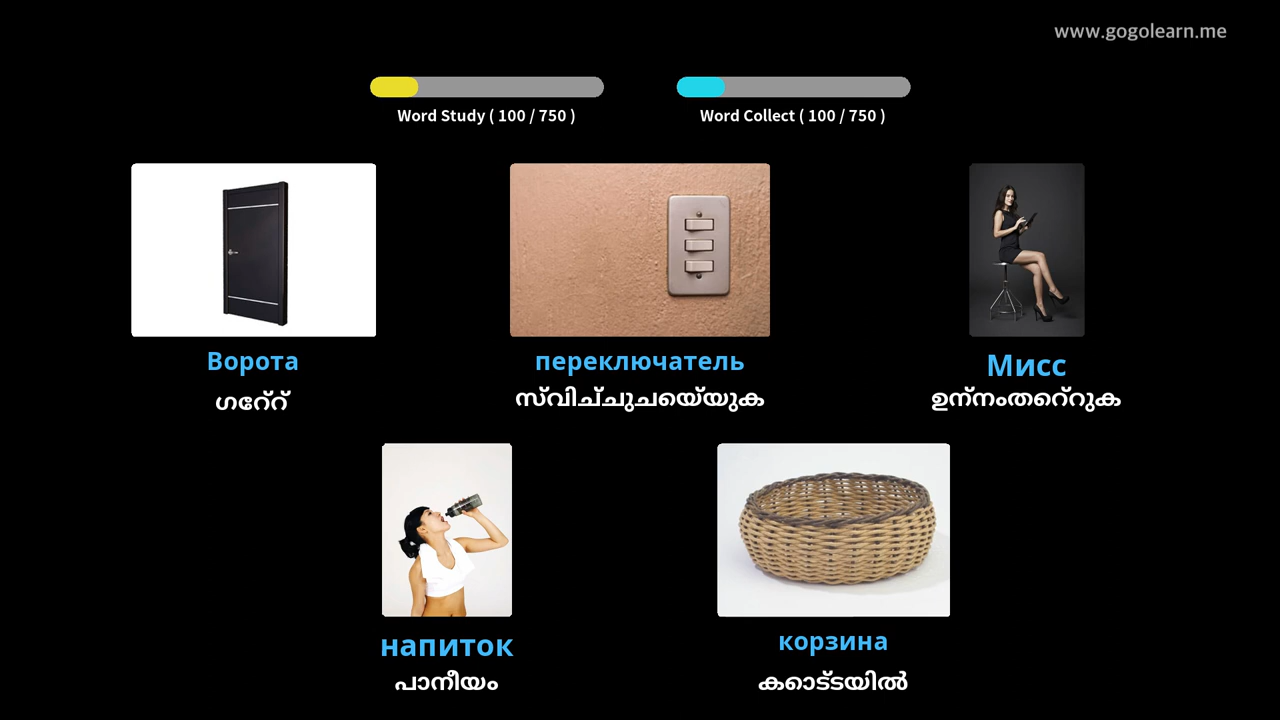 www.gogolearn.me
Word Study ( 100 / 750 )
Word Collect ( 100 / 750 )
Ворота
ഗേറ്റ്
переключатель
സ്വിച്ചുചെയ്യുക
Мисс
ഉന്നംതെറ്റുക
напиток
പാനീയം
корзина
കൊട്ടയിൽ